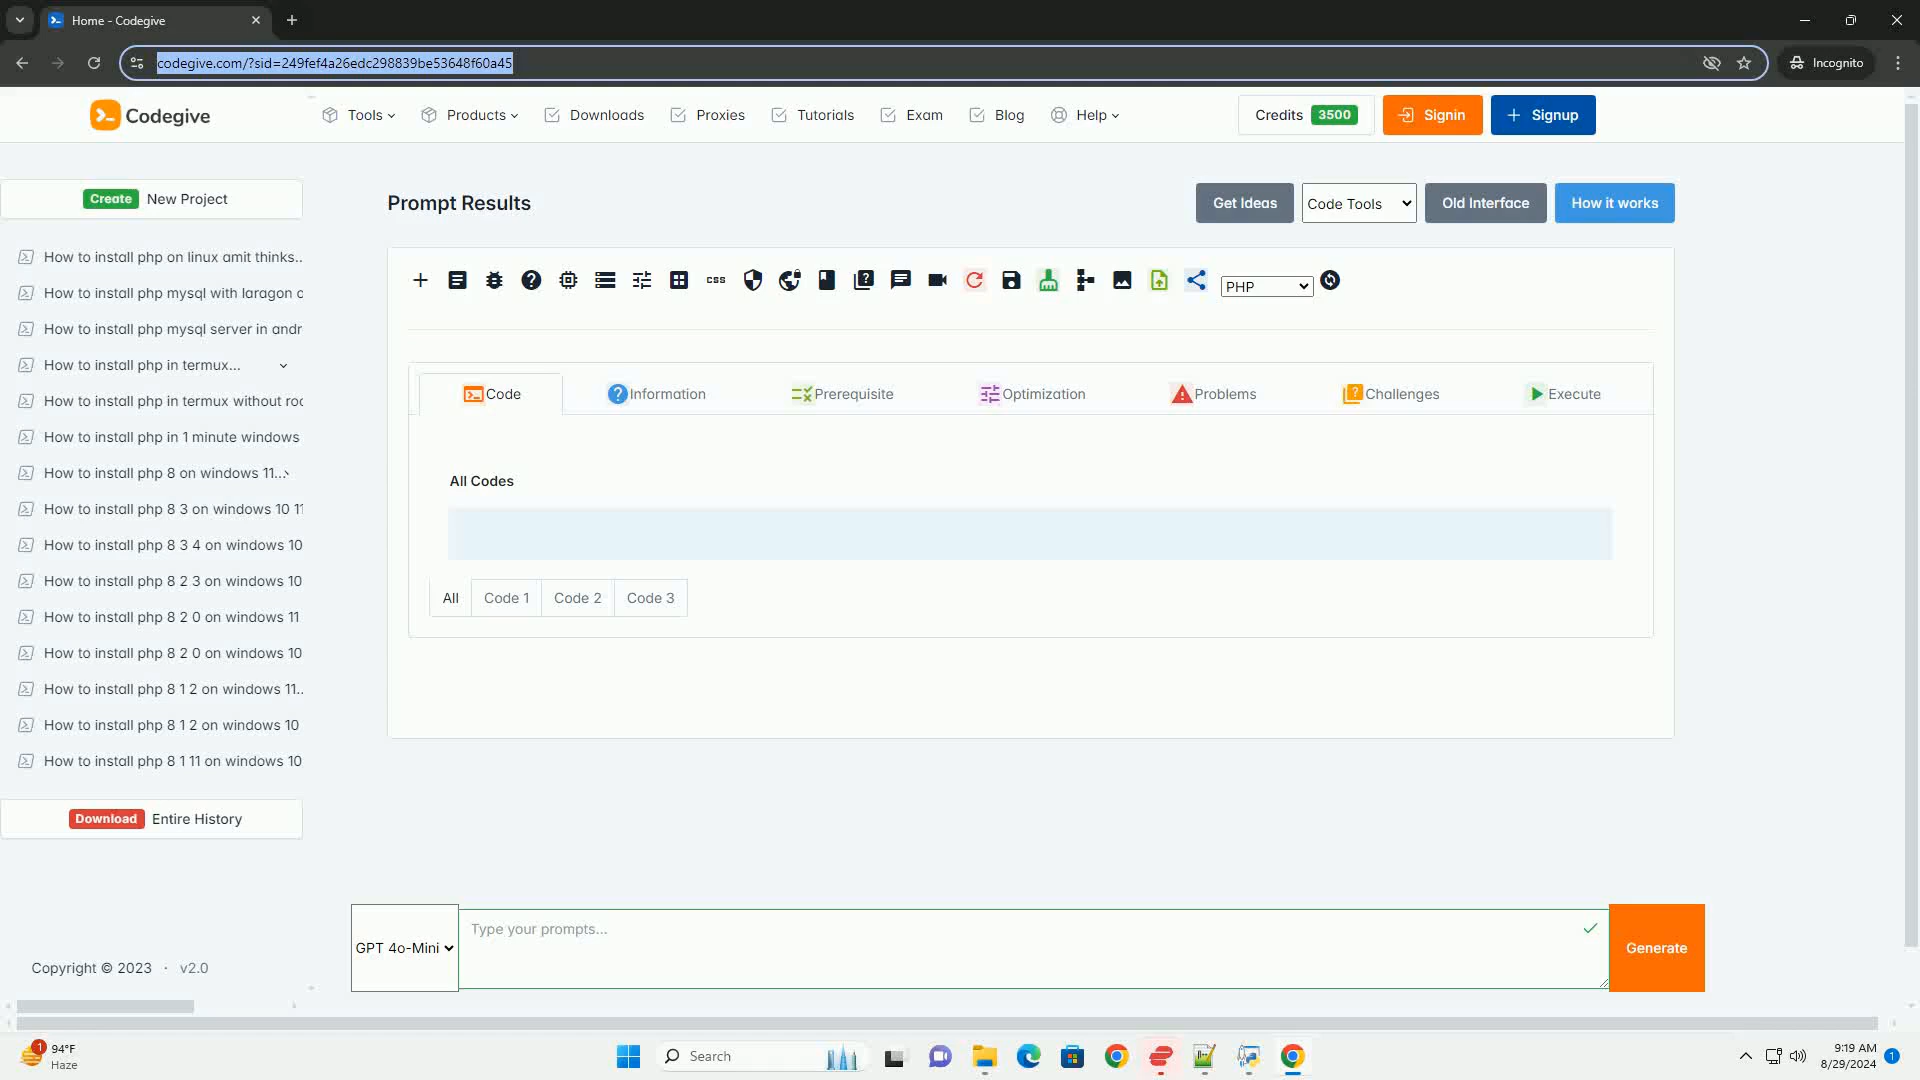 Home - Codegive
codegive.com/?sid=249fef4a26edc298839be53648f60a45
Incognito
Codegive
Tools
Products
Downloads
Proxies
Tutorials
Exam
Blog
Help
Credits 3500
Signin
Signup
Create New Project
How to install php on linux amit thinks..
How to install php mysql with laragon o
How to install php mysql server in andr
How to install php in termux...
How to install php in termux without roo
How to install php in 1 minute windows
How to install php 8 on windows 11...
How to install php 8 3 on windows 10 11
How to install php 8 3 4 on windows 10
How to install php 8 2 3 on windows 10
How to install php 8 2 0 on windows 11
How to install php 8 2 0 on windows 10
How to install php 8 1 2 on windows 11..
How to install php 8 1 2 on windows 10
How to install php 8 1 11 on windows 10
Download Entire History
Copyright © 2023 · v2.0
Prompt Results
Get Ideas
Code Tools
Old Interface
How it works
css
PHP
Code
Information
Prerequisite
Optimization
Problems
Challenges
Execute
All Codes
All
Code 1
Code 2
Code 3
GPT 4o-Mini
Type your prompts...
Generate
1
94°F
Haze
Search
9:19 AM
8/29/2024
1